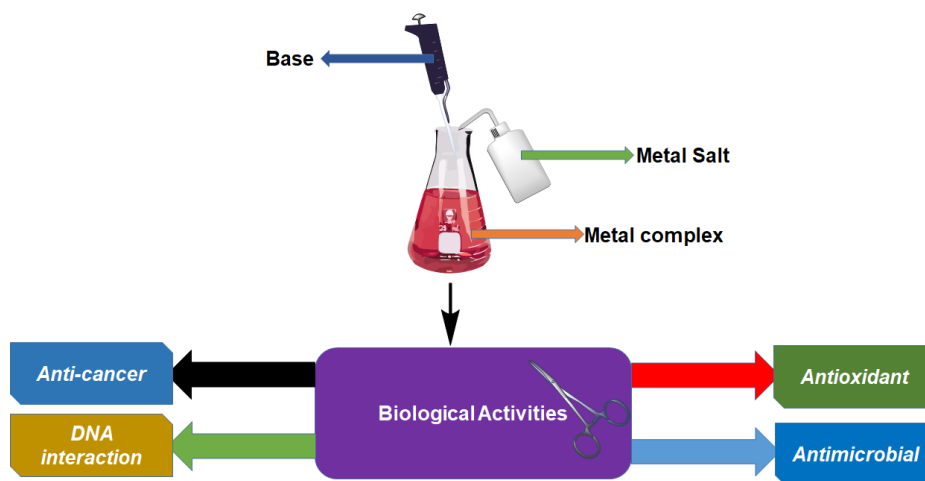 Base
Metal Salt
Metal complex
Anti-cancer
Biological Activities
Antioxidant
DNA
interaction
Antimicrobial